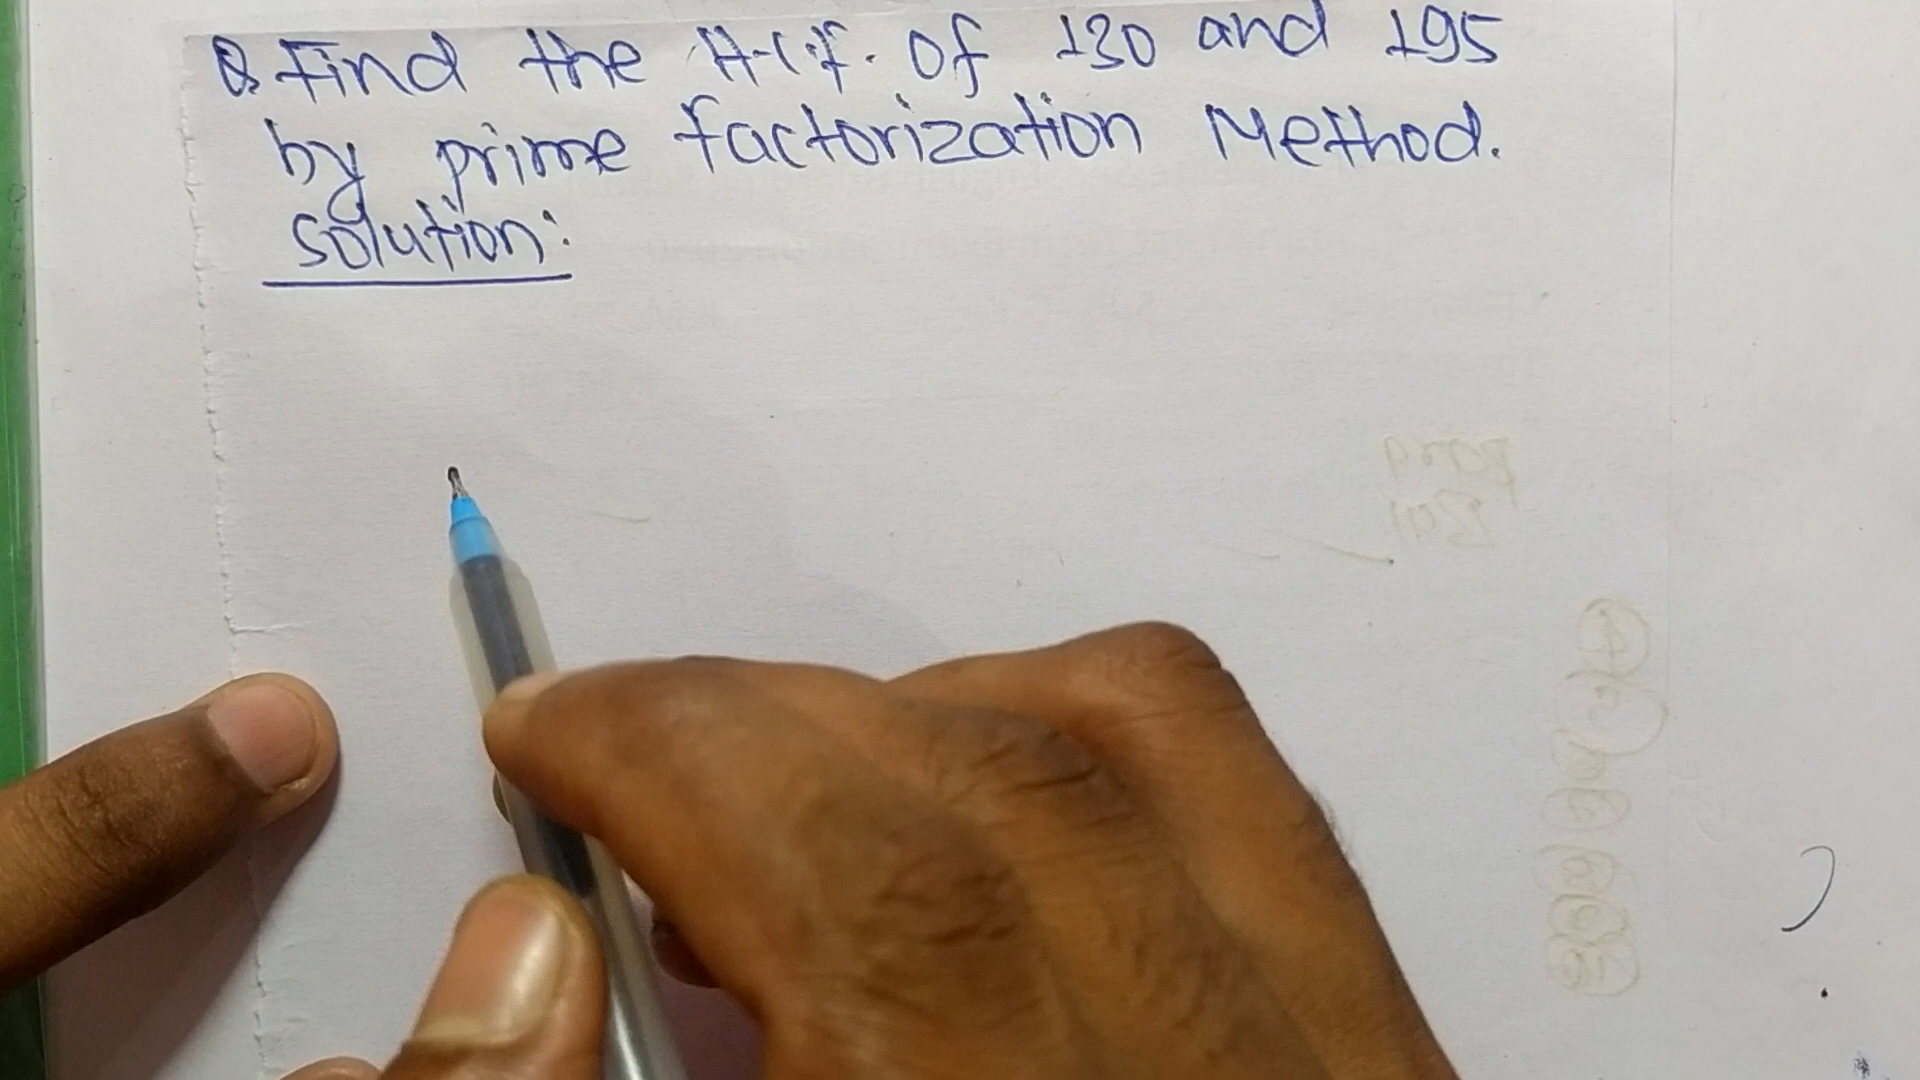 Q Find the H.C.F. Of 130 and 195
by prime factorization Method.
Solution: